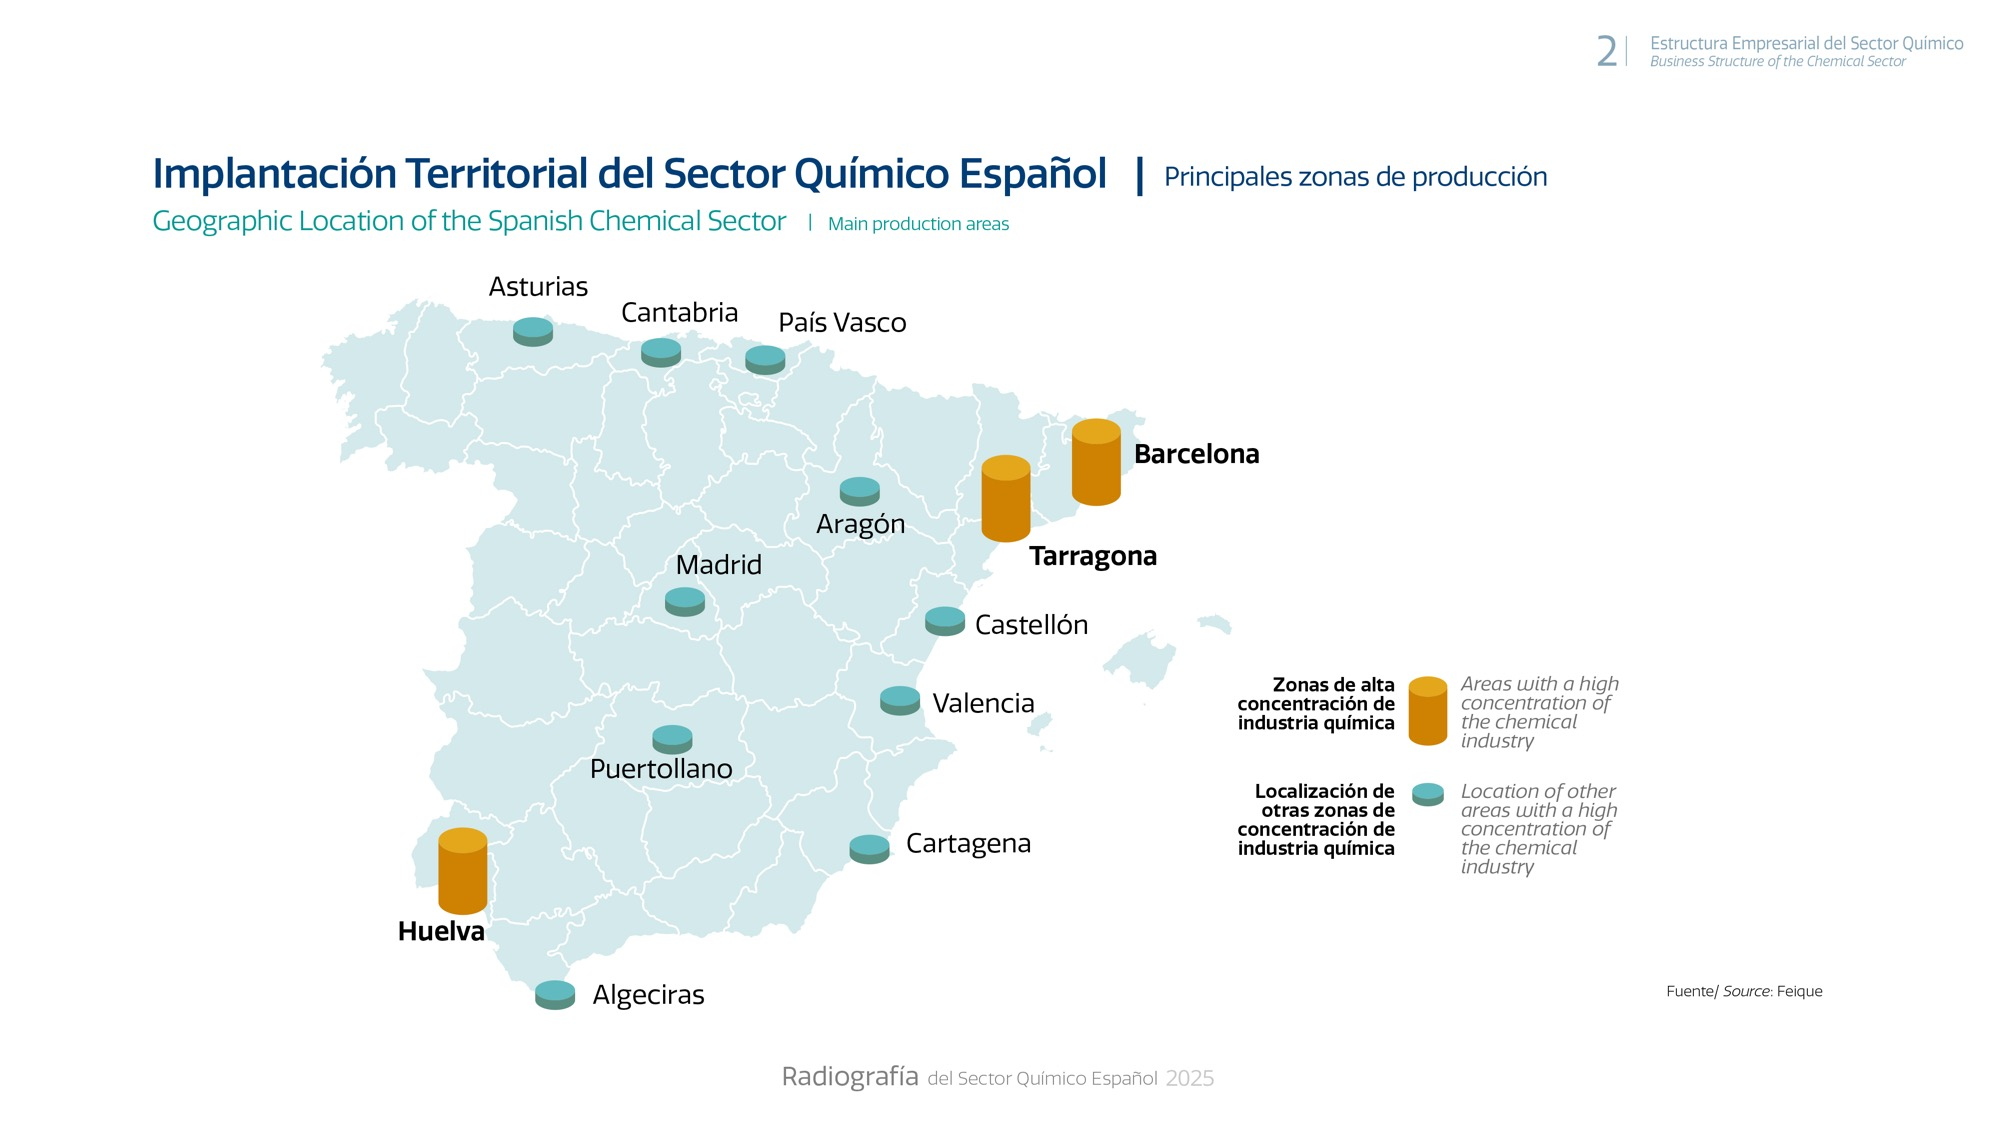 2
Estructura Empresarial del Sector Químico
Business Structure of the Chemical Sector
Implantación Territorial del Sector Químico Español | Principales zonas de producción
Geographic Location of the Spanish Chemical Sector | Main production areas
Asturias
Cantabria
País Vasco
Barcelona
Aragón
Tarragona
Madrid
Castellón
Valencia
Puertollano
Cartagena
Huelva
Algeciras
Zonas de alta
concentración de
industria química
Areas with a high
concentration of
the chemical
industry
Localización de
otras zonas de
concentración de
industria química
Location of other
areas with a high
concentration of
the chemical
industry
Fuente/ Source: Feique
Radiografía del Sector Químico Español 2025